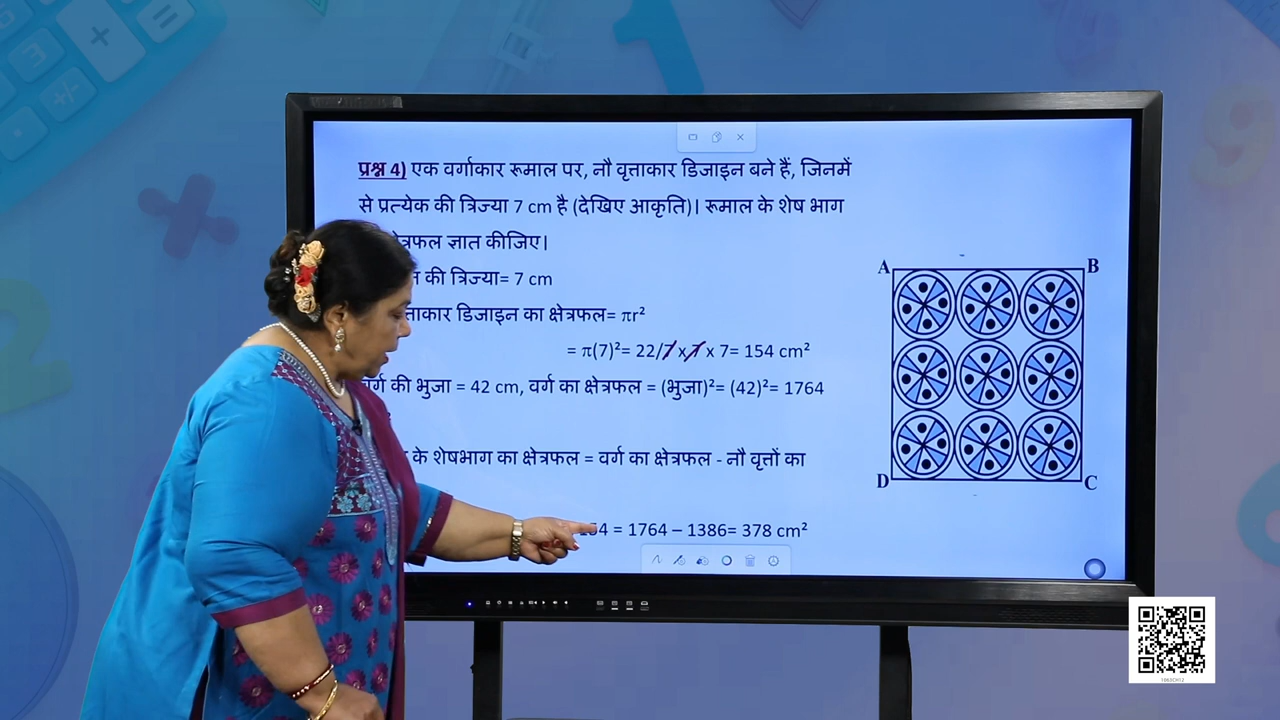 प्रश्न 4) एक वर्गाकार रूमाल पर, नौ वृत्ताकार डिजाइन बने हैं, जिनमें
से प्रत्येक की त्रिज्या 7 cm है (देखिए आकृति)। रूमाल के शेष भाग
ज्ञात कीजिए।
की त्रिज्या= 7 cm
डिजाइन का क्षेत्रफल= πr²
= π(7)²= 22/7 x 7 x 7= 154 cm²
की भुजा = 42 cm, वर्ग का क्षेत्रफल = (भुजा)²= (42)²= 1764
के शेषभाग का क्षेत्रफल = वर्ग का क्षेत्रफल - नौ वृत्तों का
= 1764 – 1386= 378 cm²
A B
D C
1063CH12